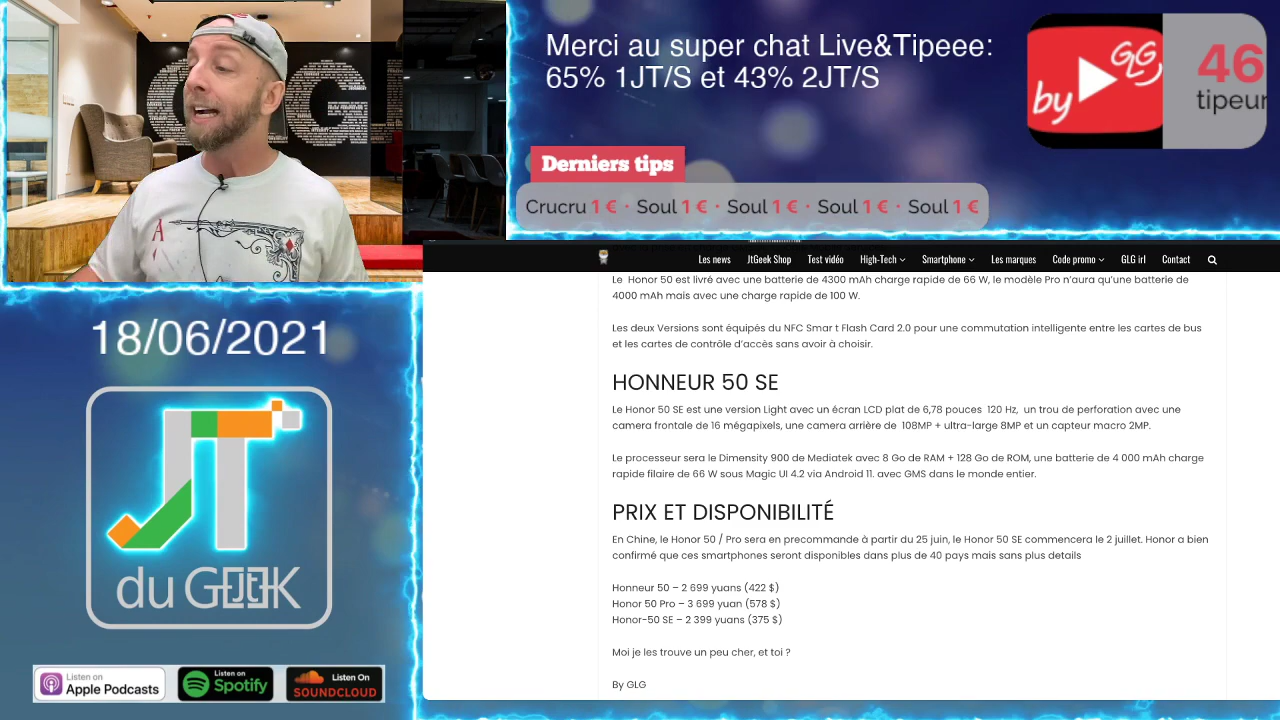 Merci au super chat Live&Tipeee:
65% 1JT/S et 43% 2JT/S
by GLG
46
tipeur
Derniers tips
Crucru 1 € · Soul 1 € · Soul 1 € · Soul 1 € · Soul 1 €
A
18/06/2021
JT
du GEEK
Listen on
Apple Podcasts
Listen on
Spotify
Listen On
SOUNDCLOUD
Les news JtGeek Shop Test vidéo High-Tech Smartphone Les marques Code promo GLG irl Contact
Le Honor 50 est livré avec une batterie de 4300 mAh charge rapide de 66 W, le modèle Pro n’aura qu’une batterie de
4000 mAh mais avec une charge rapide de 100 W.
Les deux Versions sont équipés du NFC Smar t Flash Card 2.0 pour une commutation intelligente entre les cartes de bus
et les cartes de contrôle d’accès sans avoir à choisir.
HONNEUR 50 SE
Le Honor 50 SE est une version Light avec un écran LCD plat de 6,78 pouces 120 Hz, un trou de perforation avec une
camera frontale de 16 mégapixels, une camera arrière de 108MP + ultra-large 8MP et un capteur macro 2MP.
Le processeur sera le Dimensity 900 de Mediatek avec 8 Go de RAM + 128 Go de ROM, une batterie de 4 000 mAh charge
rapide filaire de 66 W sous Magic UI 4.2 via Android 11. avec GMS dans le monde entier.
PRIX ET DISPONIBILITÉ
En Chine, le Honor 50 / Pro sera en precommande à partir du 25 juin, le Honor 50 SE commencera le 2 juillet. Honor a bien
confirmé que ces smartphones seront disponibles dans plus de 40 pays mais sans plus details
Honneur 50 – 2 699 yuans (422 $)
Honor 50 Pro – 3 699 yuan (578 $)
Honor-50 SE – 2 399 yuans (375 $)
Moi je les trouve un peu cher, et toi ?
By GLG